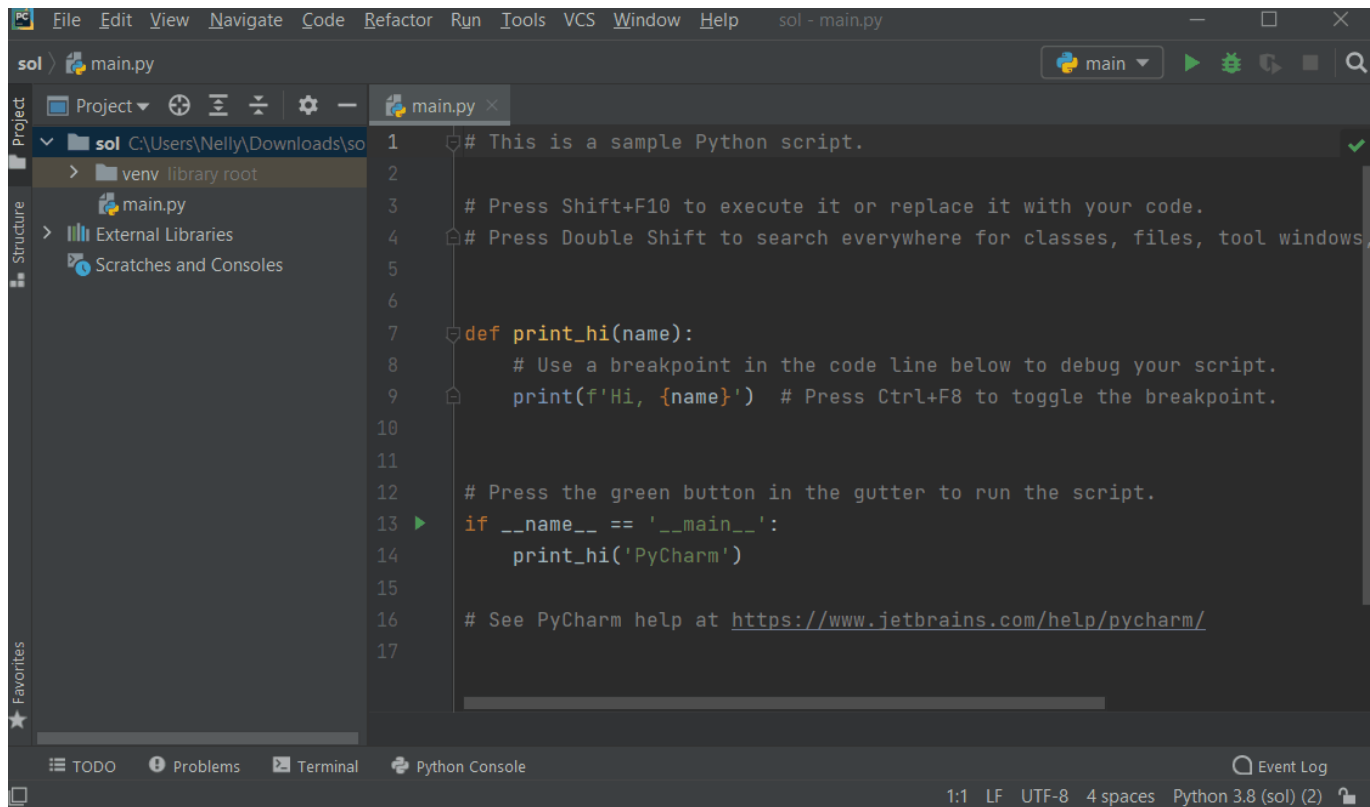 PC File Edit View Navigate Code Refactor Run Tools VCS Window Help sol - main.py
sol main.py main
Project Project main.py
sol C:\Users\Nelly\Downloads\so
venv library root
main.py
External Libraries
Scratches and Consoles
Structure
Favorites
1 # This is a sample Python script.
2
3 # Press Shift+F10 to execute it or replace it with your code.
4 # Press Double Shift to search everywhere for classes, files, tool windows,
5
6
7 def print_hi(name):
8 # Use a breakpoint in the code line below to debug your script.
9 print(f'Hi, {name}') # Press Ctrl+F8 to toggle the breakpoint.
10
11
12 # Press the green button in the gutter to run the script.
13 if __name__ == '__main__':
14 print_hi('PyCharm')
15
16 # See PyCharm help at https://www.jetbrains.com/help/pycharm/
17
TODO Problems Terminal Python Console Event Log
1:1 LF UTF-8 4 spaces Python 3.8 (sol) (2)